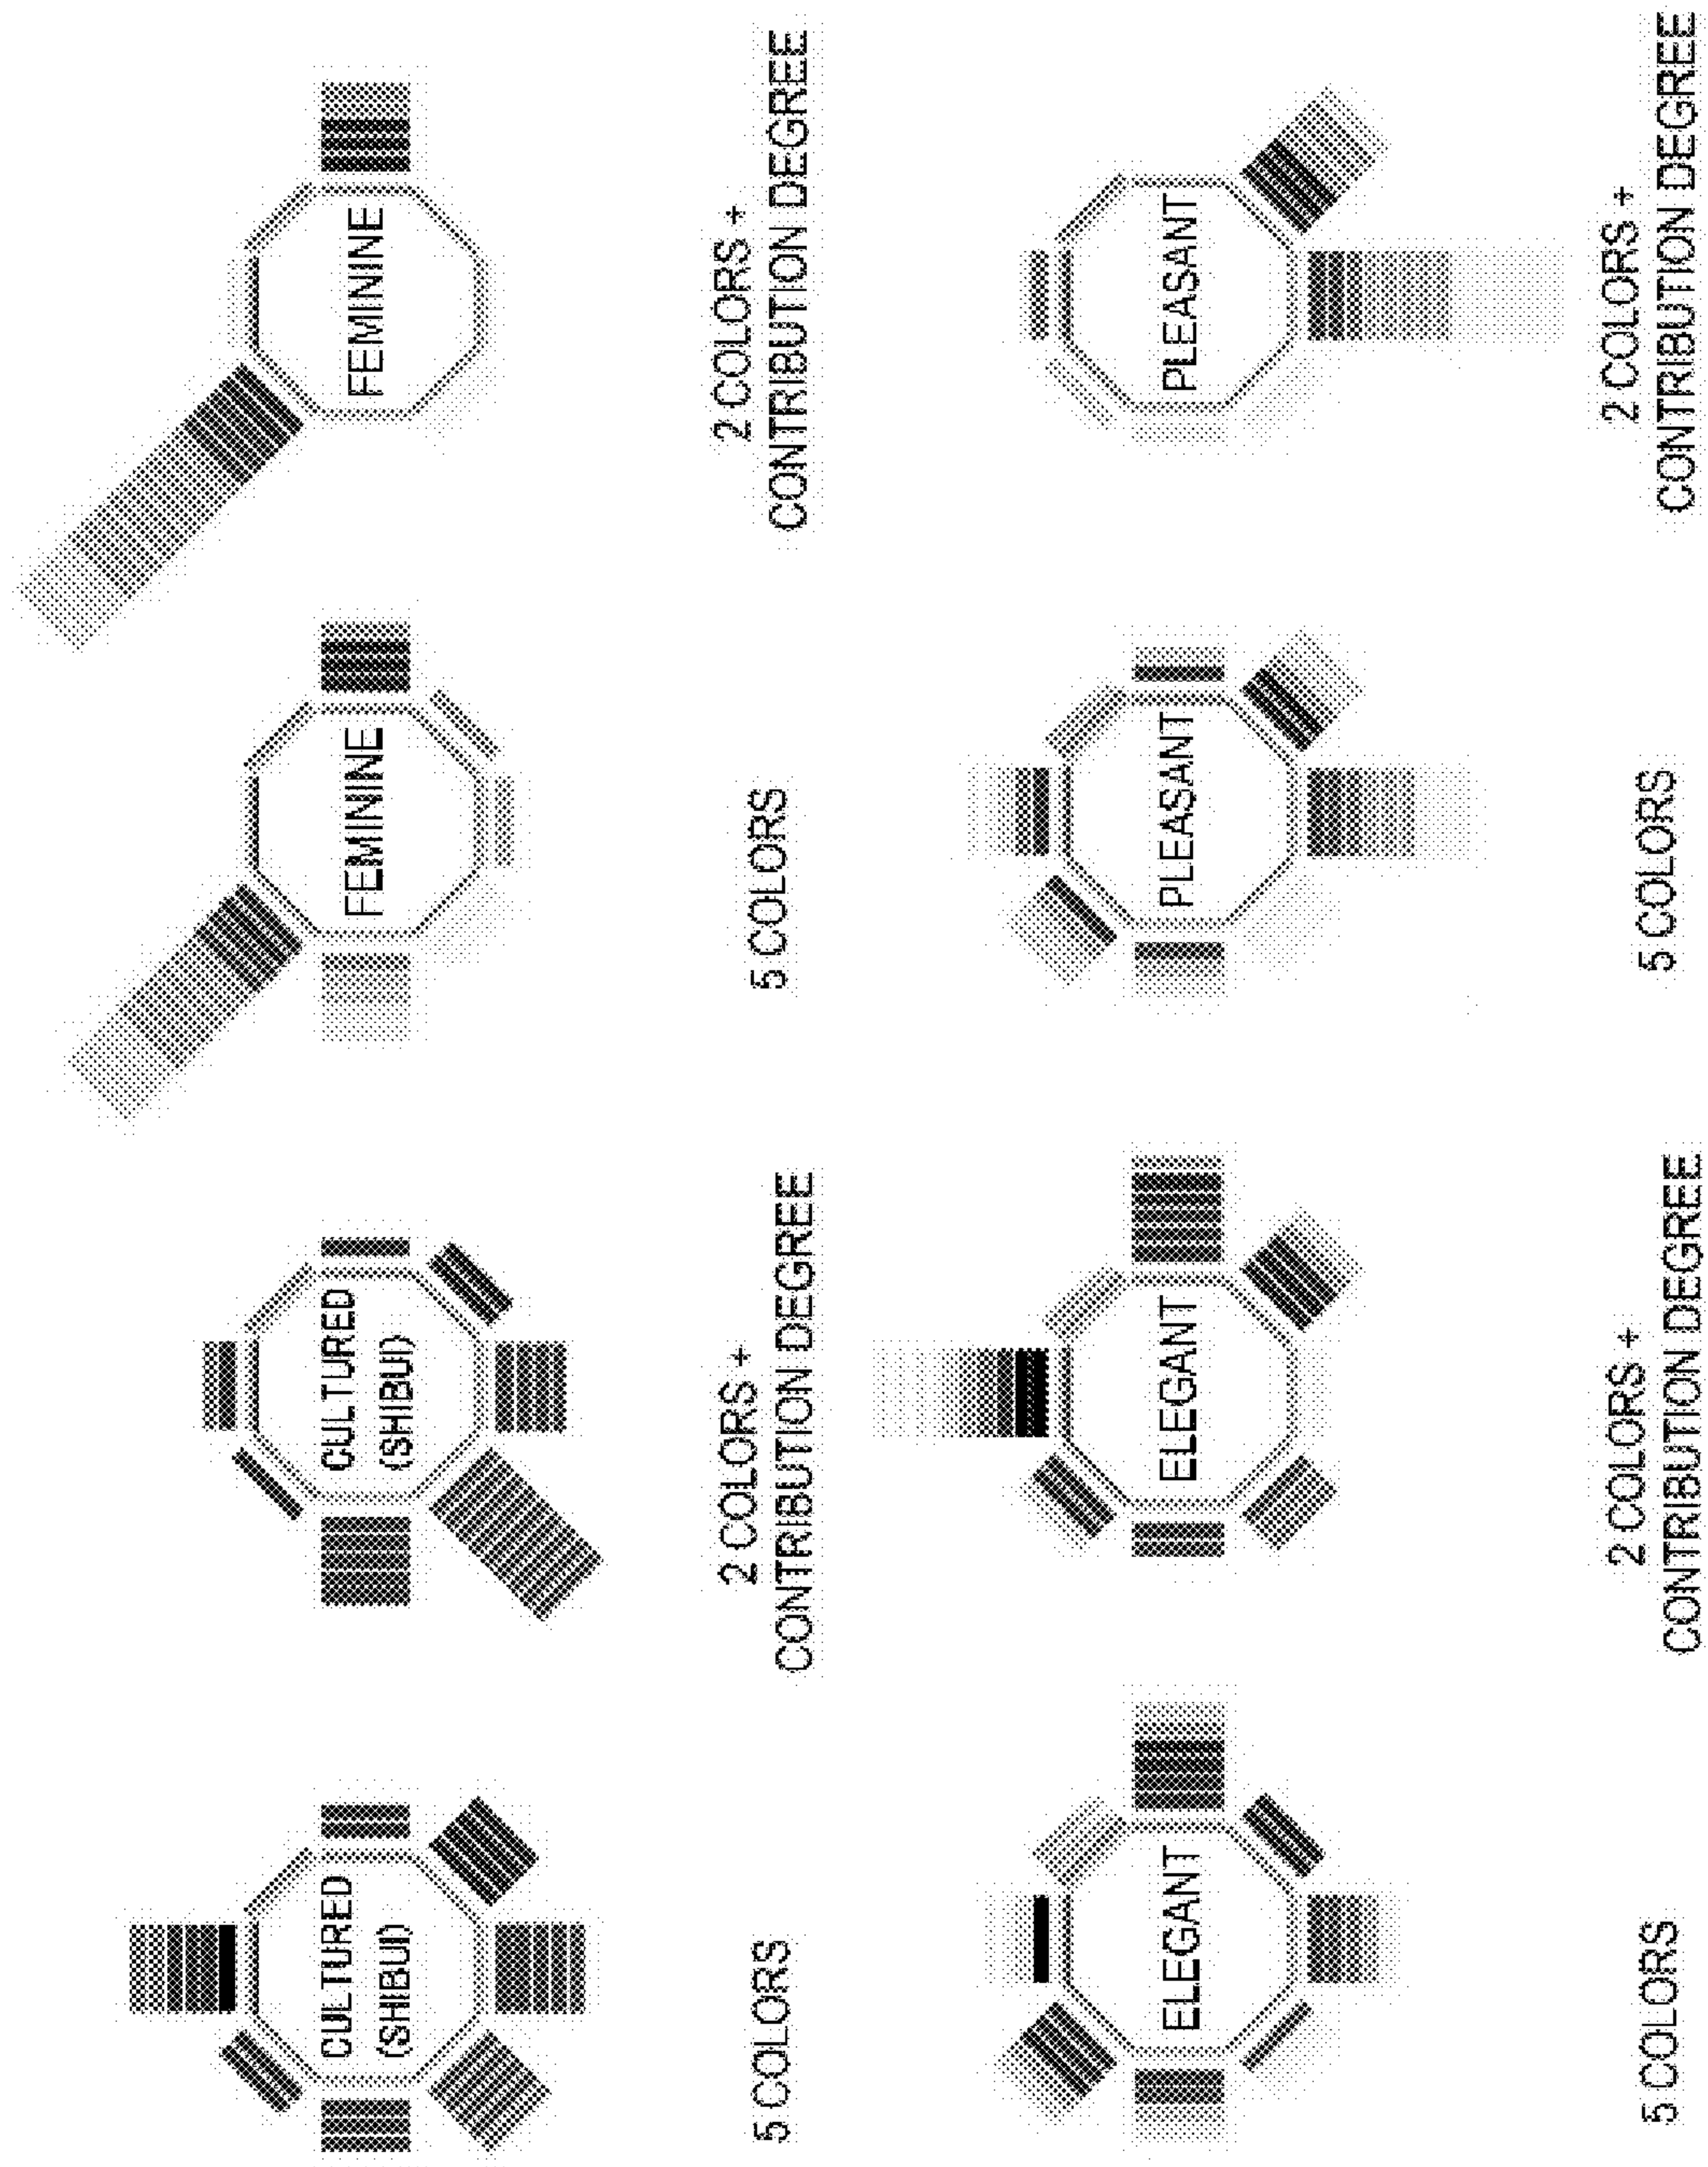 CULTURED
(SHIBUI)
5 COLORS
CULTURED
(SHIBUI)
2 COLORS +
CONTRIBUTION DEGREE
FEMININE
5 COLORS
FEMININE
2 COLORS +
CONTRIBUTION DEGREE
ELEGANT
5 COLORS
ELEGANT
2 COLORS +
CONTRIBUTION DEGREE
PLEASANT
5 COLORS
PLEASANT
2 COLORS +
CONTRIBUTION DEGREE